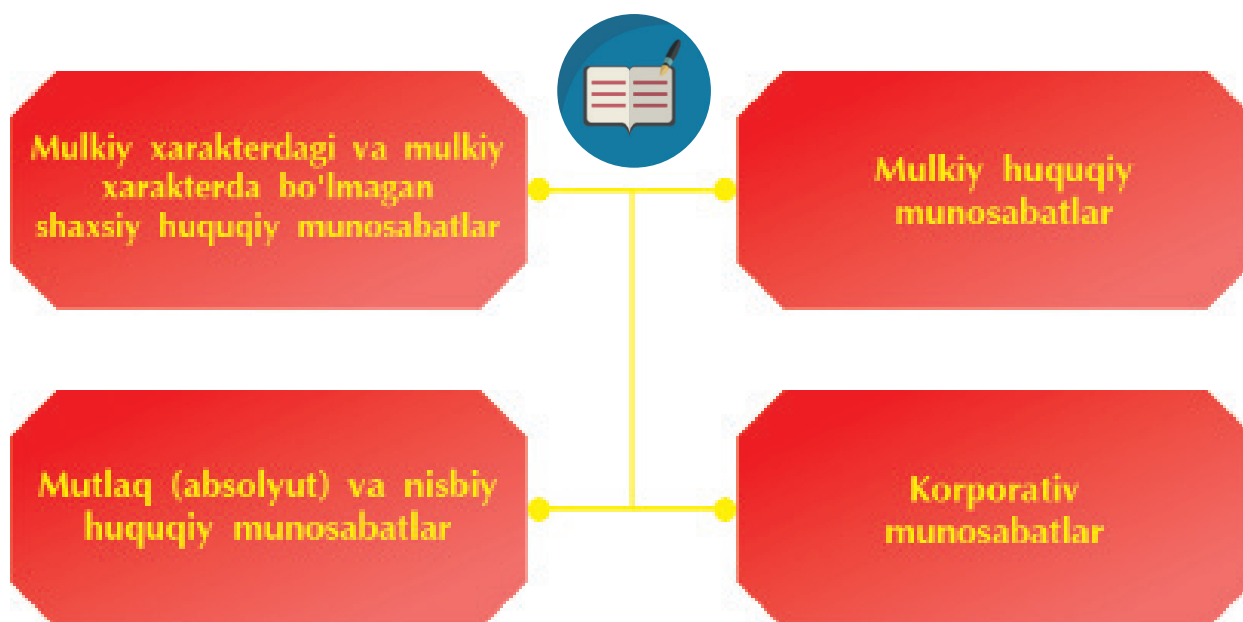 Mulkiy xarakterdagi va mulkiy
xarakterda bo'lmagan
shaxsiy huquqiy munosabatlar
Mulkiy huquqiy
munosabatlar
Mutlaq (absolyut) va nisbiy
huquqiy munosabatlar
Korporativ
munosabatlar